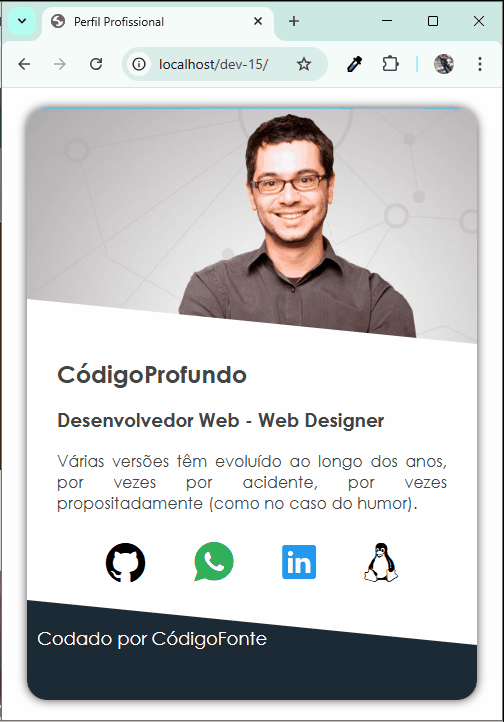 Perfil Profissional
localhost/dev-15/
CódigoProfundo
Desenvolvedor Web - Web Designer
Várias versões têm evoluído ao longo dos anos,
por vezes por acidente, por vezes
propositadamente (como no caso do humor).
in
Codado por CódigoFonte